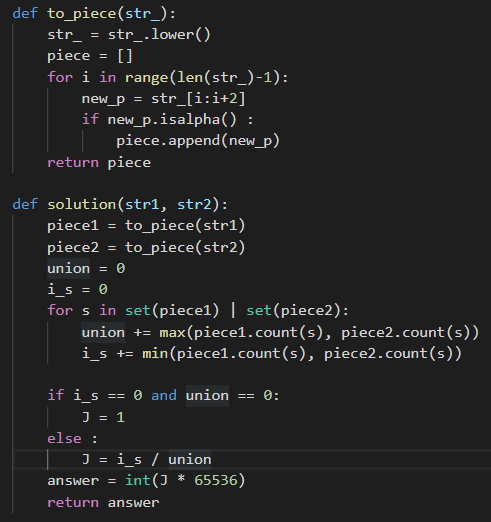 def to_piece(str_):
    str_ = str_.lower()
    piece = []
    for i in range(len(str_)-1):
        new_p = str_[i:i+2]
        if new_p.isalpha() :
            piece.append(new_p)
    return piece

def solution(str1, str2):
    piece1 = to_piece(str1)
    piece2 = to_piece(str2)
    union = 0
    i_s = 0
    for s in set(piece1) | set(piece2):
        union += max(piece1.count(s), piece2.count(s))
        i_s += min(piece1.count(s), piece2.count(s))

    if i_s == 0 and union == 0:
        J = 1
    else :
        J = i_s / union
    answer = int(J * 65536)
    return answer